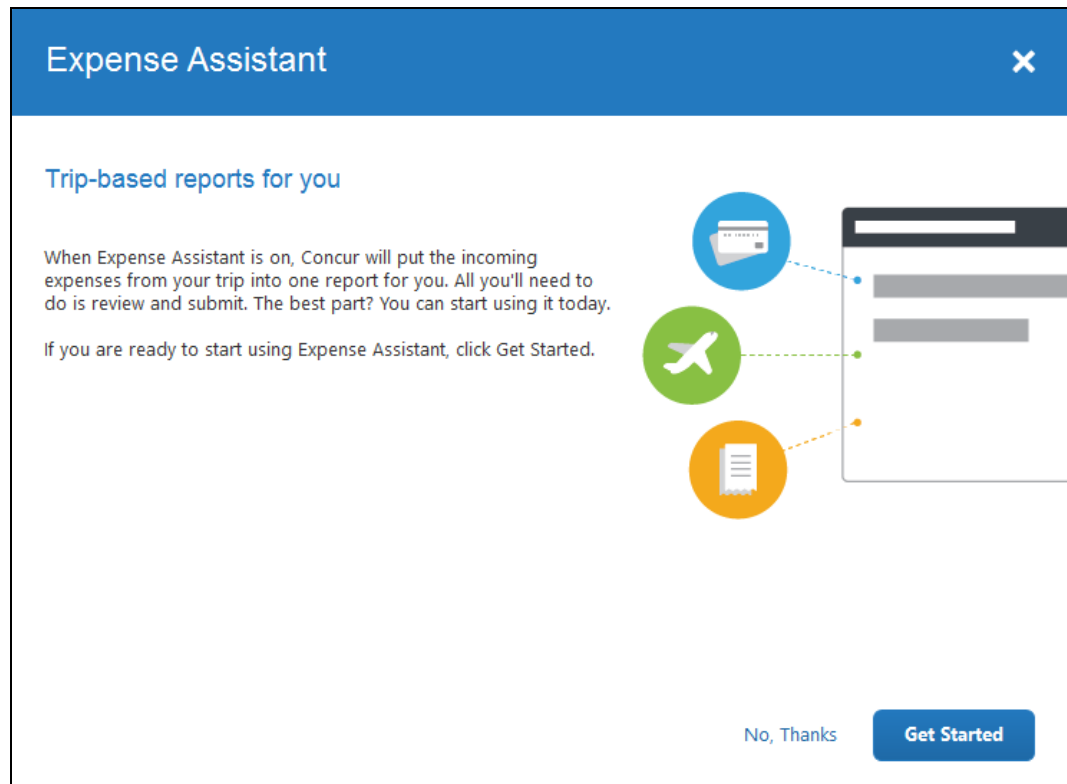 Expense Assistant
Trip-based reports for you
When Expense Assistant is on, Concur will put the incoming
expenses from your trip into one report for you. All you'll need to
do is review and submit. The best part? You can start using it today.
If you are ready to start using Expense Assistant, click Get Started.
No, Thanks
Get Started